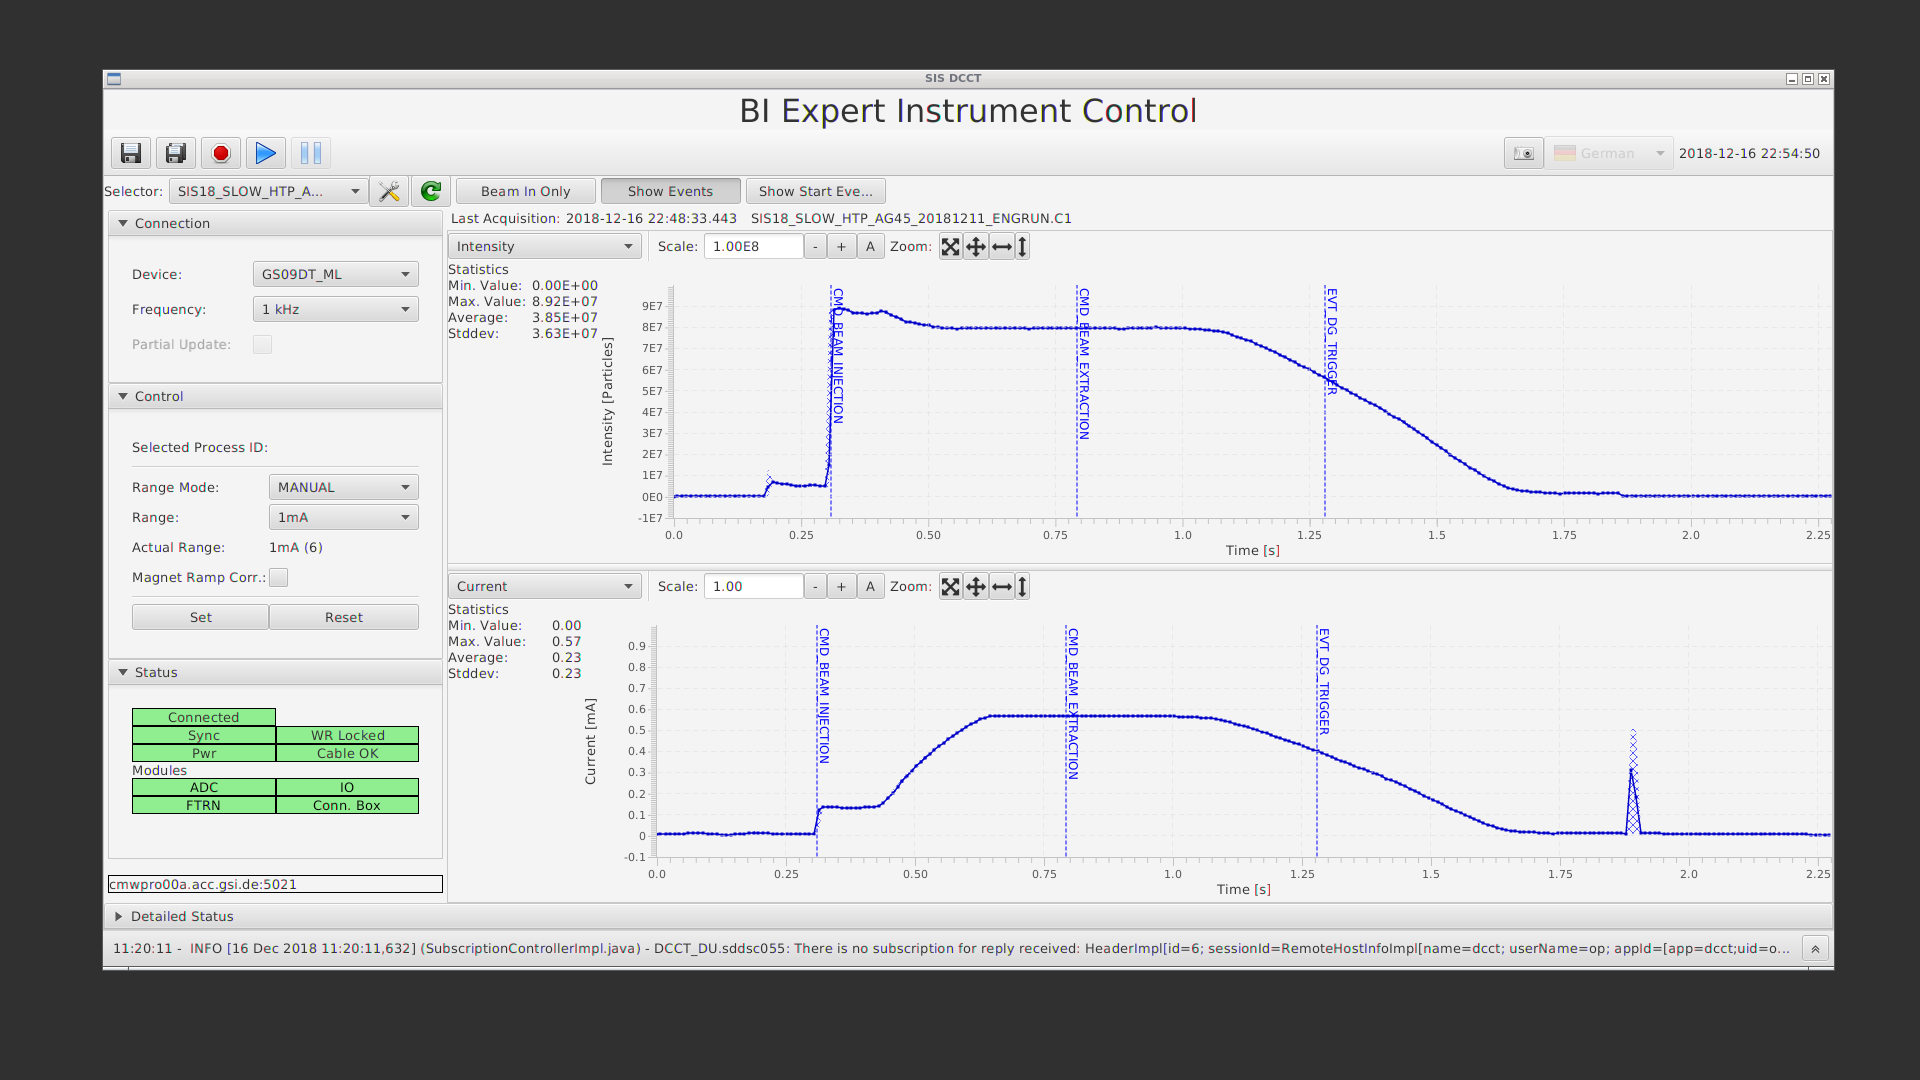 SIS DCCT
BI Expert Instrument Control
German
2018-12-16 22:54:50
Selector: SIS18_SLOW_HTP_A... Beam In Only Show Events Show Start Eve...
Connection
Last Acquisition: 2018-12-16 22:48:33.443 SIS18_SLOW_HTP_AG45_20181211_ENGRUN.C1
Device: GS09DT_ML
Frequency: 1 kHz
Partial Update:
Control
Selected Process ID:
Range Mode: MANUAL
Range: 1mA
Actual Range: 1mA (6)
Magnet Ramp Corr.:
Set Reset
Status
Connected
Sync WR Locked
Pwr Cable OK
Modules
ADC IO
FTRN Conn. Box
cmwpro00a.acc.gsi.de:5021
Intensity Scale: 1.00E8 - + A Zoom:
Statistics
Min. Value: 0.00E+00
Max. Value: 8.92E+07
Average: 3.85E+07
Stddev: 3.63E+07
Intensity [Particles]
9E7
8E7
7E7
6E7
5E7
4E7
3E7
2E7
1E7
0E0
-1E7
CMD_BEAM_INJECTION
CMD_BEAM_EXTRACTION
EVT_DG_TRIGGER
0.0 0.25 0.50 0.75 1.0 1.25 1.5 1.75 2.0 2.25
Time [s]
Current Scale: 1.00 - + A Zoom:
Statistics
Min. Value: 0.00
Max. Value: 0.57
Average: 0.23
Stddev: 0.23
Current [mA]
0.9
0.8
0.7
0.6
0.5
0.4
0.3
0.2
0.1
0
-0.1
CMD_BEAM_INJECTION
CMD_BEAM_EXTRACTION
EVT_DG_TRIGGER
0.0 0.25 0.50 0.75 1.0 1.25 1.5 1.75 2.0 2.25
Time [s]
Detailed Status
11:20:11 - INFO [16 Dec 2018 11:20:11,632] (SubscriptionControllerImpl.java) - DCCT_DU.sddsc055: There is no subscription for reply received: HeaderImpl[id=6; sessionId=RemoteHostInfoImpl[name=dcct; userName=op; appId=[app=dcct;uid=o...